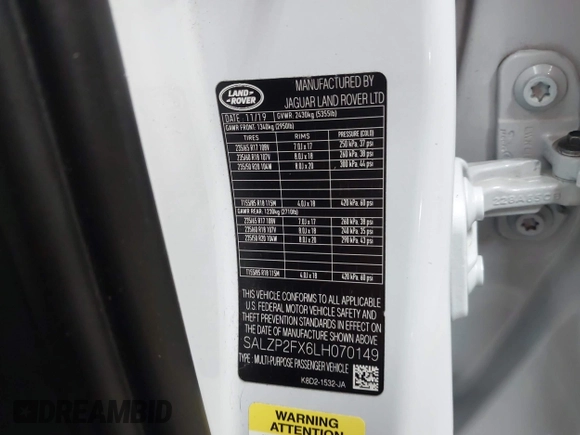 LAND
ROVER
MANUFACTURED BY
JAGUAR LAND ROVER LTD
DATE 11/19 GVWR: 2430kg (5355lb)
GAWR FRONT: 1340kg (2950lb)
TIRES RIMS PRESSURE (COLD)
235/65 R17 108V 7.0J x 17 250 kPa, 37 psi
235/60 R18 107V 8.0J x 18 260 kPa, 38 psi
235/50 R20 104W 8.0J x 20 300 kPa, 44 psi
T155/85 R18 115M 4.0J x 18 420 kPa, 60 psi
GAWR REAR: 1230kg (2710lb)
235/65 R17 108V 7.0J x 17 260 kPa, 38 psi
235/60 R18 107V 8.0J x 18 240 kPa, 35 psi
235/50 R20 104W 8.0J x 20 290 kPa, 43 psi
T155/85 R18 115M 4.0J x 18 420 kPa, 60 psi
THIS VEHICLE CONFORMS TO ALL APPLICABLE
U.S. FEDERAL MOTOR VEHICLE SAFETY AND
THEFT PREVENTION STANDARDS IN EFFECT ON
THE DATE OF MANUFACTURE SHOWN ABOVE.
SALZP2FX6LH070149
TYPE: MULTI-PURPOSE PASSENGER VEHICLE
K8D2-1532-JA
WARNING
ATTENTION
DREAMBID